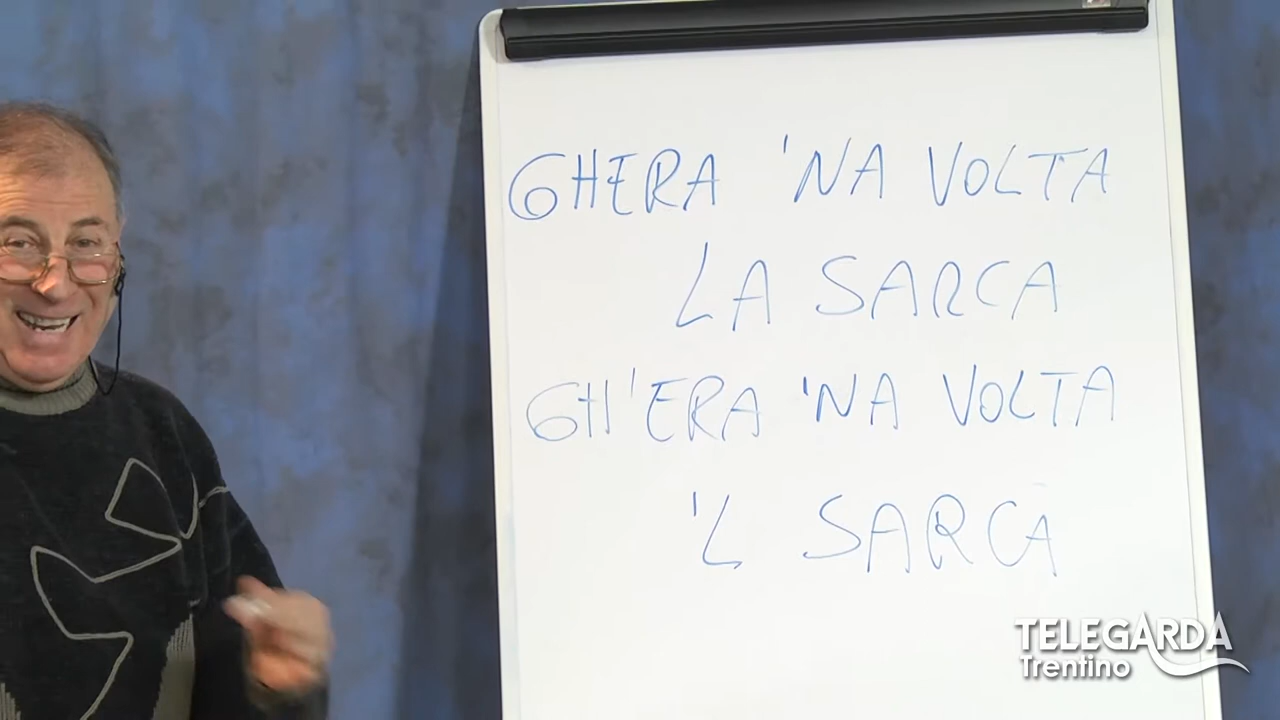 GHERA 'NA VOLTA
LA SARCA
GH'ERA 'NA VOLTA
'L SARCA
TELEGARDA
Trentino